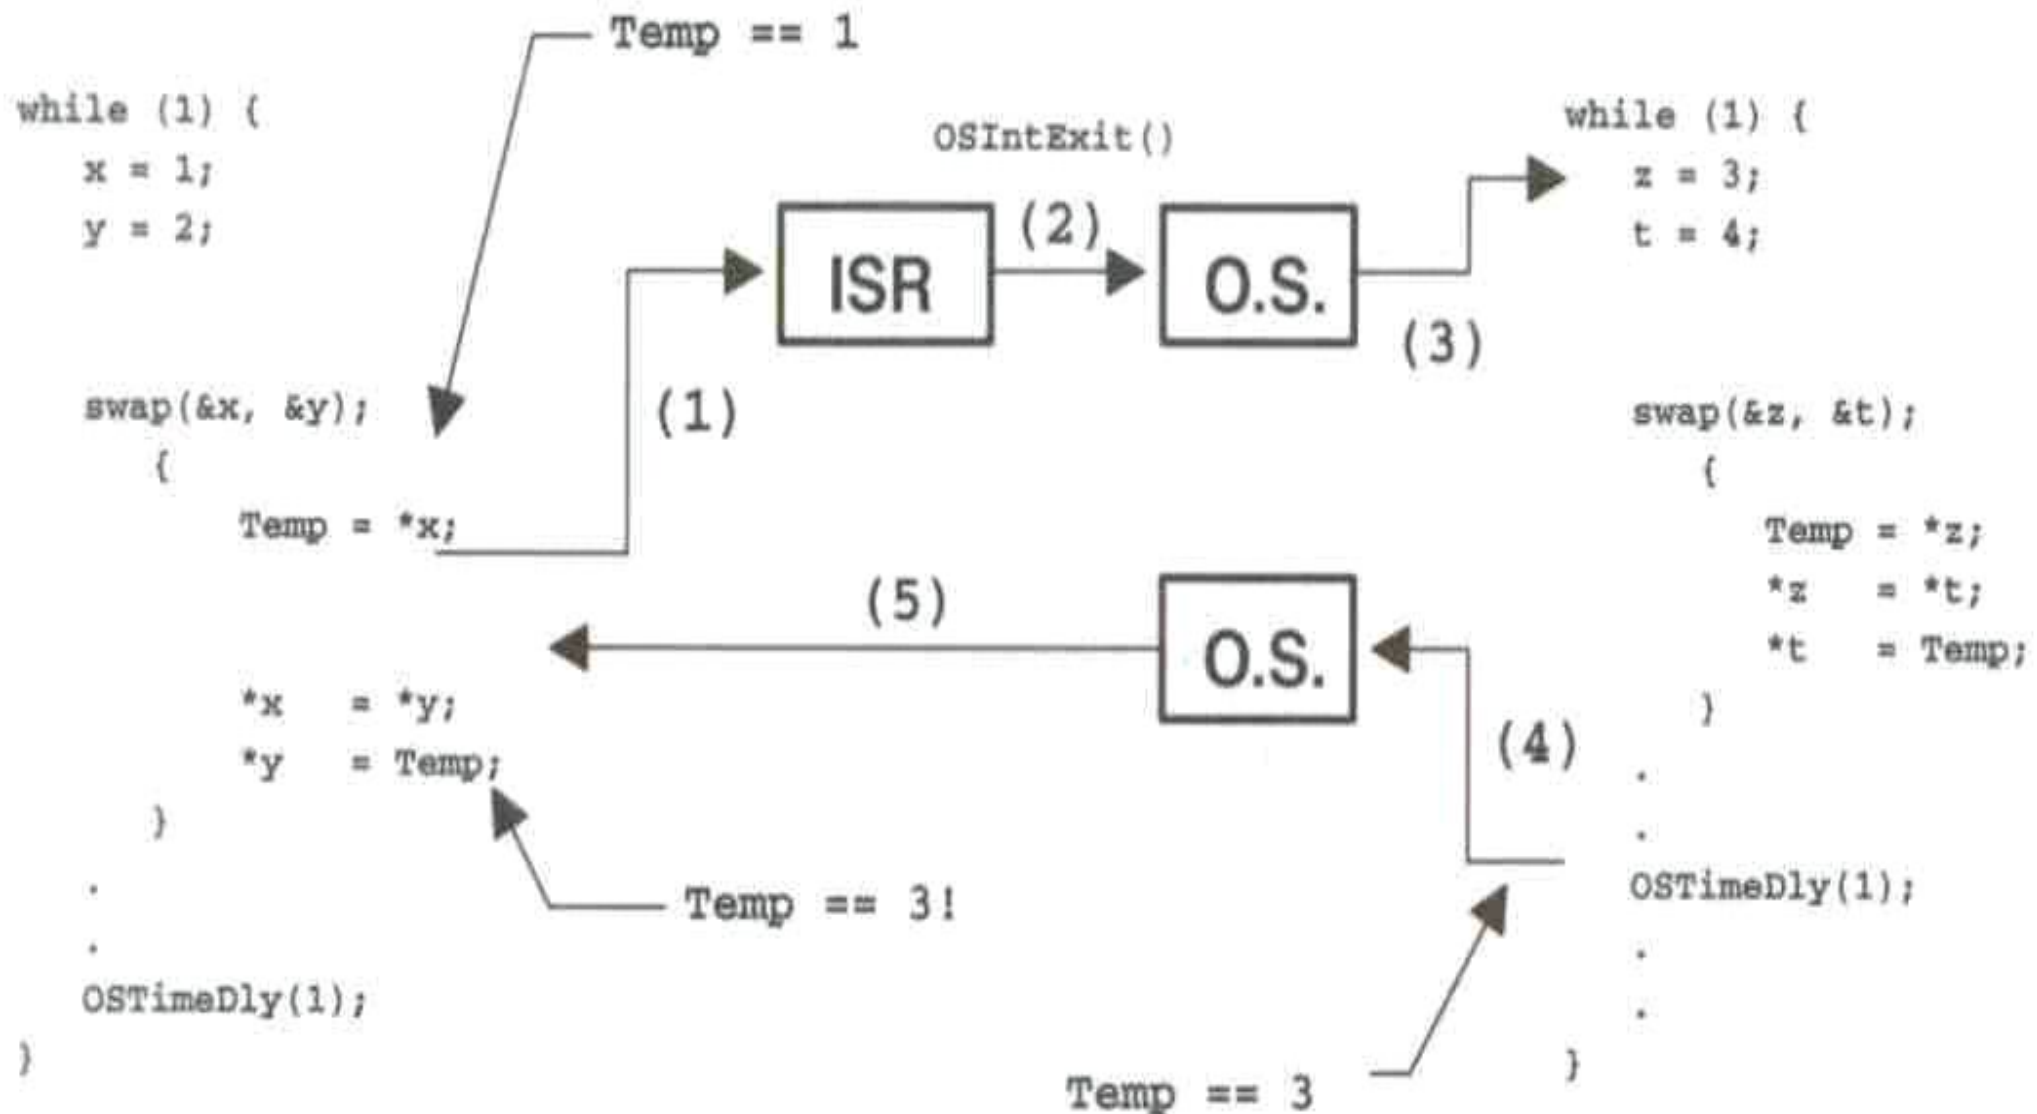 Temp == 1
while (1) {
x = 1;
y = 2;
swap(&x, &y);
{
Temp = *x;
*x = *y;
*y = Temp;
}
.
.
OSTimeDly(1);
}
(1)
ISR
OSIntExit()
(2)
O.S.
(3)
while (1) {
z = 3;
t = 4;
swap(&z, &t);
{
Temp = *z;
*z = *t;
*t = Temp;
}
.
.
OSTimeDly(1);
.
.
}
(4)
O.S.
(5)
Temp == 3!
Temp == 3